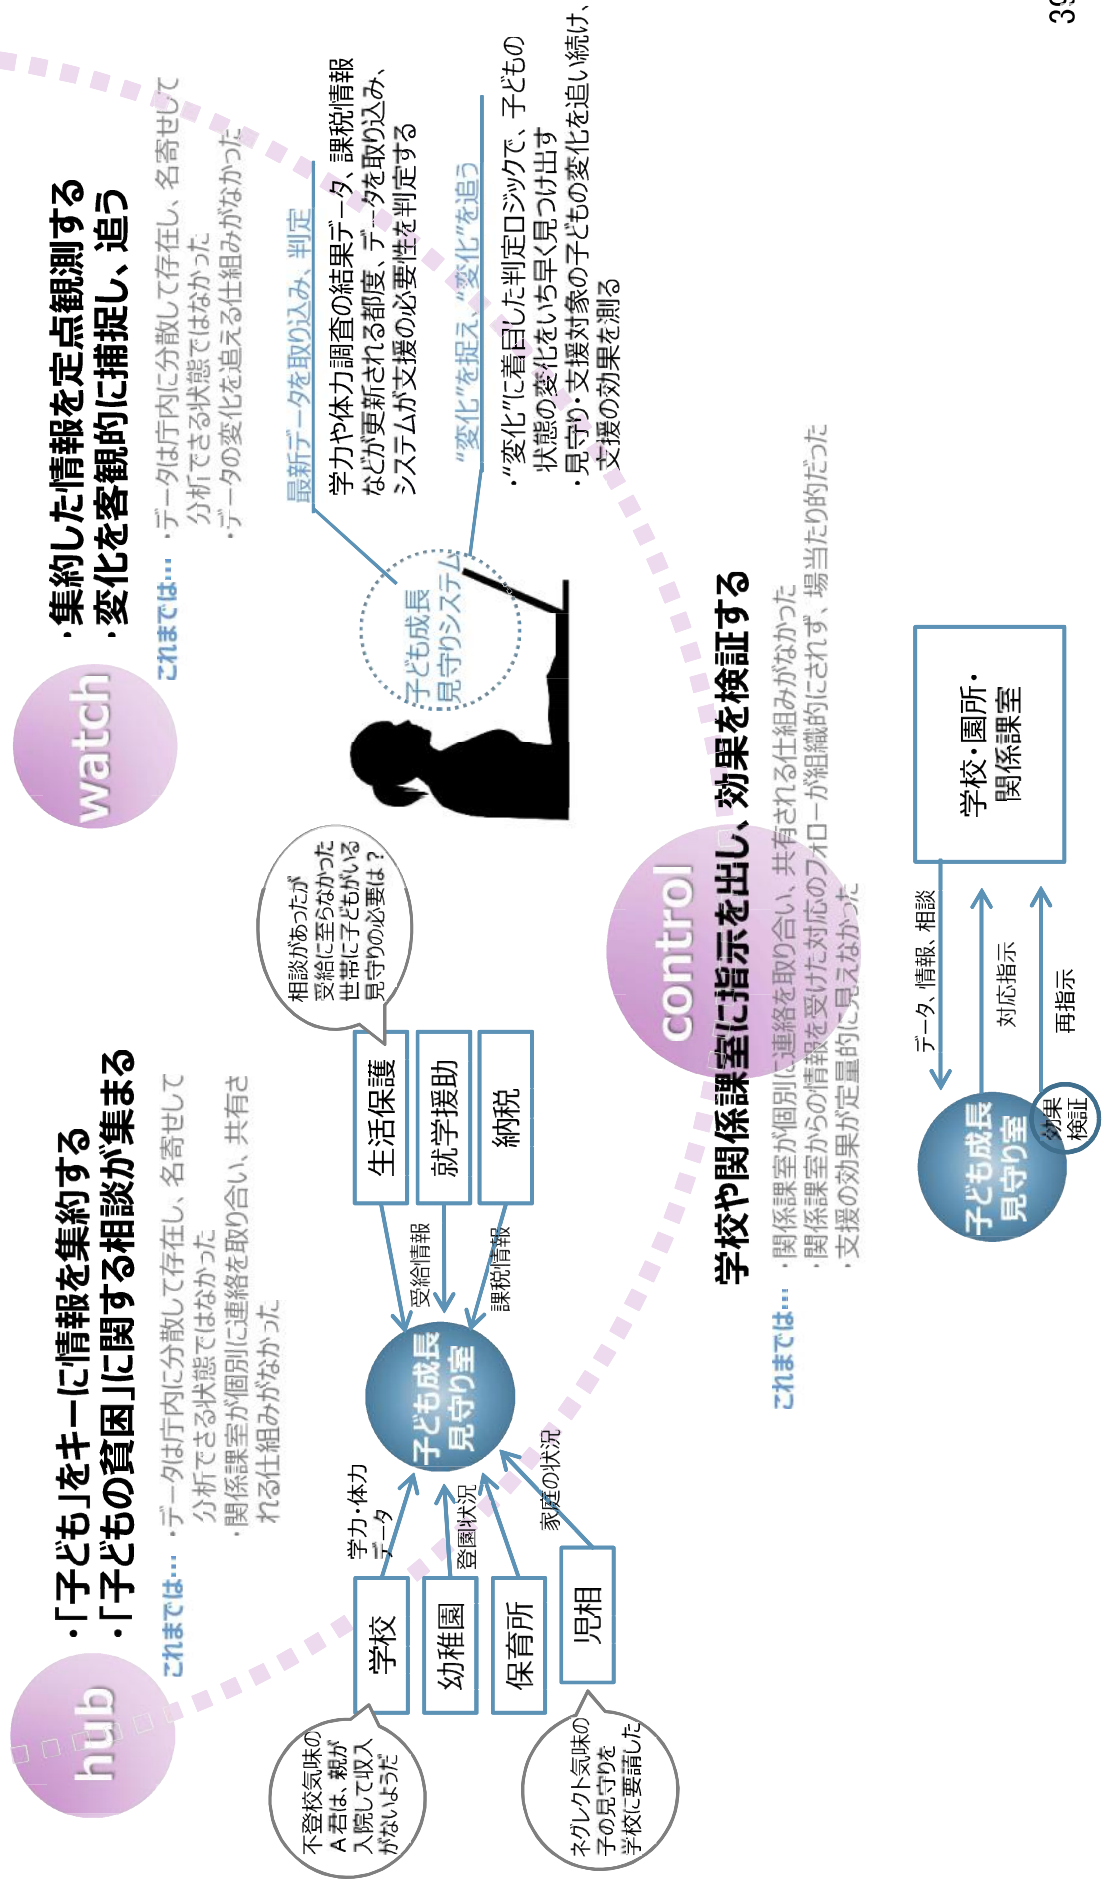 hub
・「子ども」をキーに情報を集約する
・「子どもの貧困」に関する相談が集まる
これまでは…
・データは庁内に分散して存在し、名寄せして
分析できる状態ではなかった
・関係課室が個別に連絡を取り合い、共有さ
れる仕組みがなかった
不登校気味の
A君は、親が
入院して収入
がないようだ
ネグレクト気味の
子の見守りを
学校に要請した
学校
幼稚園
保育所
児相
学力・体力
データ
登園状況
家庭の状況
子ども成長
見守り室
受給情報
課税情報
生活保護
就学援助
納税
相談があったが
受給に至らなかった
世帯に子どもがいる
見守りの必要は？
watch
・集約した情報を定点観測する
・変化を客観的に捕捉し、追う
これまでは…
・データは庁内に分散して存在し、名寄せして
分析できる状態ではなかった
・データの変化を追える仕組みがなかった
子ども成長
見守りシステム
最新データを取り込み、判定
学力や体力調査の結果データ、課税情報
などが更新される都度、データを取り込み、
システムが支援の必要性を判定する
“変化”を捉え、“変化”を追う
・“変化”に着目した判定ロジックで、子どもの
状態の変化をいち早く見つけ出す
・見守り・支援対象の子どもの変化を追い続け、
支援の効果を測る
control
学校や関係課室に指示を出し、効果を検証する
これまでは…
・関係課室が個別に連絡を取り合い、共有される仕組みがなかった
・関係課室からの情報を受けた対応のフォローが組織的にされず、場当たり的だった
・支援の効果が定量的に見えなかった
子ども成長
見守り室
効果
検証
データ、情報、相談
対応指示
再指示
学校・園所・
関係課室
39